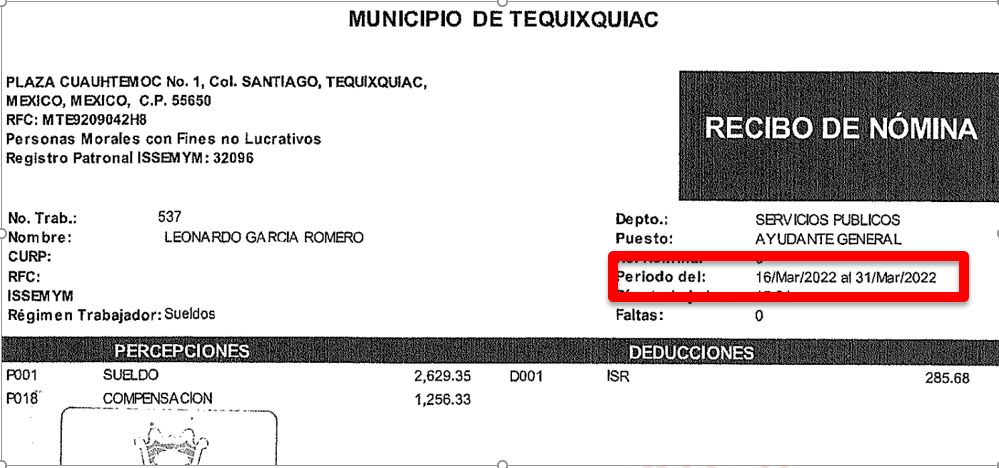 MUNICIPIO DE TEQUIXQUIAC
PLAZA CUAUHTEMOC No. 1, Col. SANTIAGO, TEQUIXQUIAC,
MEXICO, MEXICO, C.P. 55650
RFC: MTE9209042H8
Personas Morales con Fines no Lucrativos
Registro Patronal ISSEMYM: 32096
RECIBO DE NÓMINA
No. Trab.: 537
Nombre: LEONARDO GARCIA ROMERO
CURP:
RFC:
ISSEMYM
Régimen Trabajador: Sueldos
Depto.: SERVICIOS PUBLICOS
Puesto: AYUDANTE GENERAL
Periodo del: 16/Mar/2022 al 31/Mar/2022
Faltas: 0
PERCEPCIONES DEDUCCIONES
P001 SUELDO 2,629.35 D001 ISR 285.68
P018 COMPENSACION 1,256.33